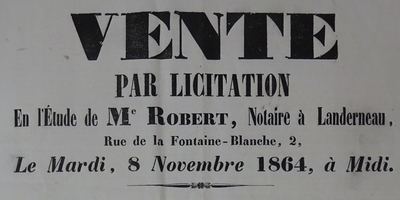 VENTE
PAR LICITATION
En l'Étude de Me ROBERT, Notaire à Landerneau,
Rue de la Fontaine-Blanche, 2,
Le Mardi, 8 Novembre 1864, à Midi.